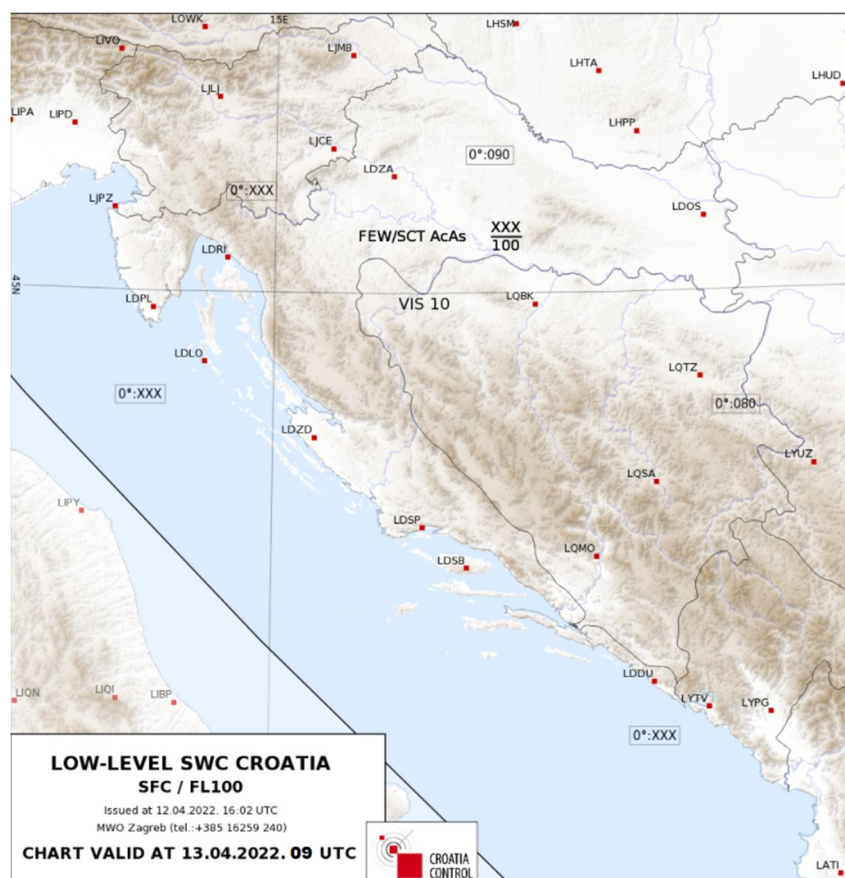 LOWK
15E
LHSM
LIVO
LJMB
LHTA
LHUD
LJLJ
LIPA
LIPD
LHPP
LJCE
0°:090
LDZA
0°:XXX
LJPZ
LDOS
FEW/SCT AcAs XXX
100
LDRI
45N
LDPL
VIS 10
LQBK
LDLO
LQTZ
0°:XXX
0°:080
LDZD
LYUZ
LQSA
LIPY
LDSP
LQMO
LDSB
LDDU
LIQN
LIQI
LIBP
LYTV
LYPG
0°:XXX
LOW-LEVEL SWC CROATIA
SFC / FL100
Issued at 12.04.2022. 16:02 UTC
MWO Zagreb (tel.:+385 16259 240)
CHART VALID AT 13.04.2022. 09 UTC
CROATIA
CONTROL
LATI